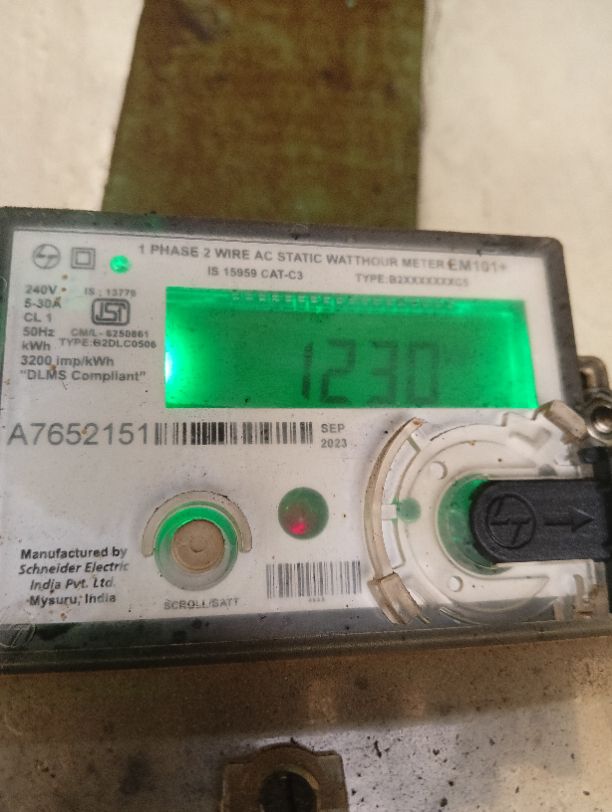 1 PHASE 2 WIRE AC STATIC WATTHOUR METER EM101+
IS 15959 CAT-C3 TYPE:B2XXXXXXXG5
240V IS : 13779
5-30A
CL 1
50Hz CM/L - 8250861
kWh TYPE:B2DLC0506
3200 imp/kWh
"DLMS Compliant"
1230
A7652151
SEP
2023
Manufactured by
Schneider Electric
India Pvt. Ltd.
Mysuru, India
SCROLL/BATT